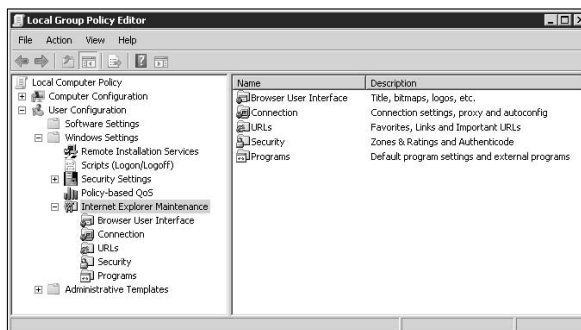 Local Group Policy Editor
File Action View Help
Local Computer Policy
Computer Configuration
User Configuration
Software Settings
Windows Settings
Remote Installation Services
Scripts (Logon/Logoff)
Security Settings
Policy-based QoS
Internet Explorer Maintenance
Browser User Interface
Connection
URLs
Security
Programs
Administrative Templates
Name Description
Browser User Interface Title, bitmaps, logos, etc.
Connection Connection settings, proxy and autoconfig
URLs Favorites, Links and Important URLs
Security Zones & Ratings and Authenticode
Programs Default program settings and external programs